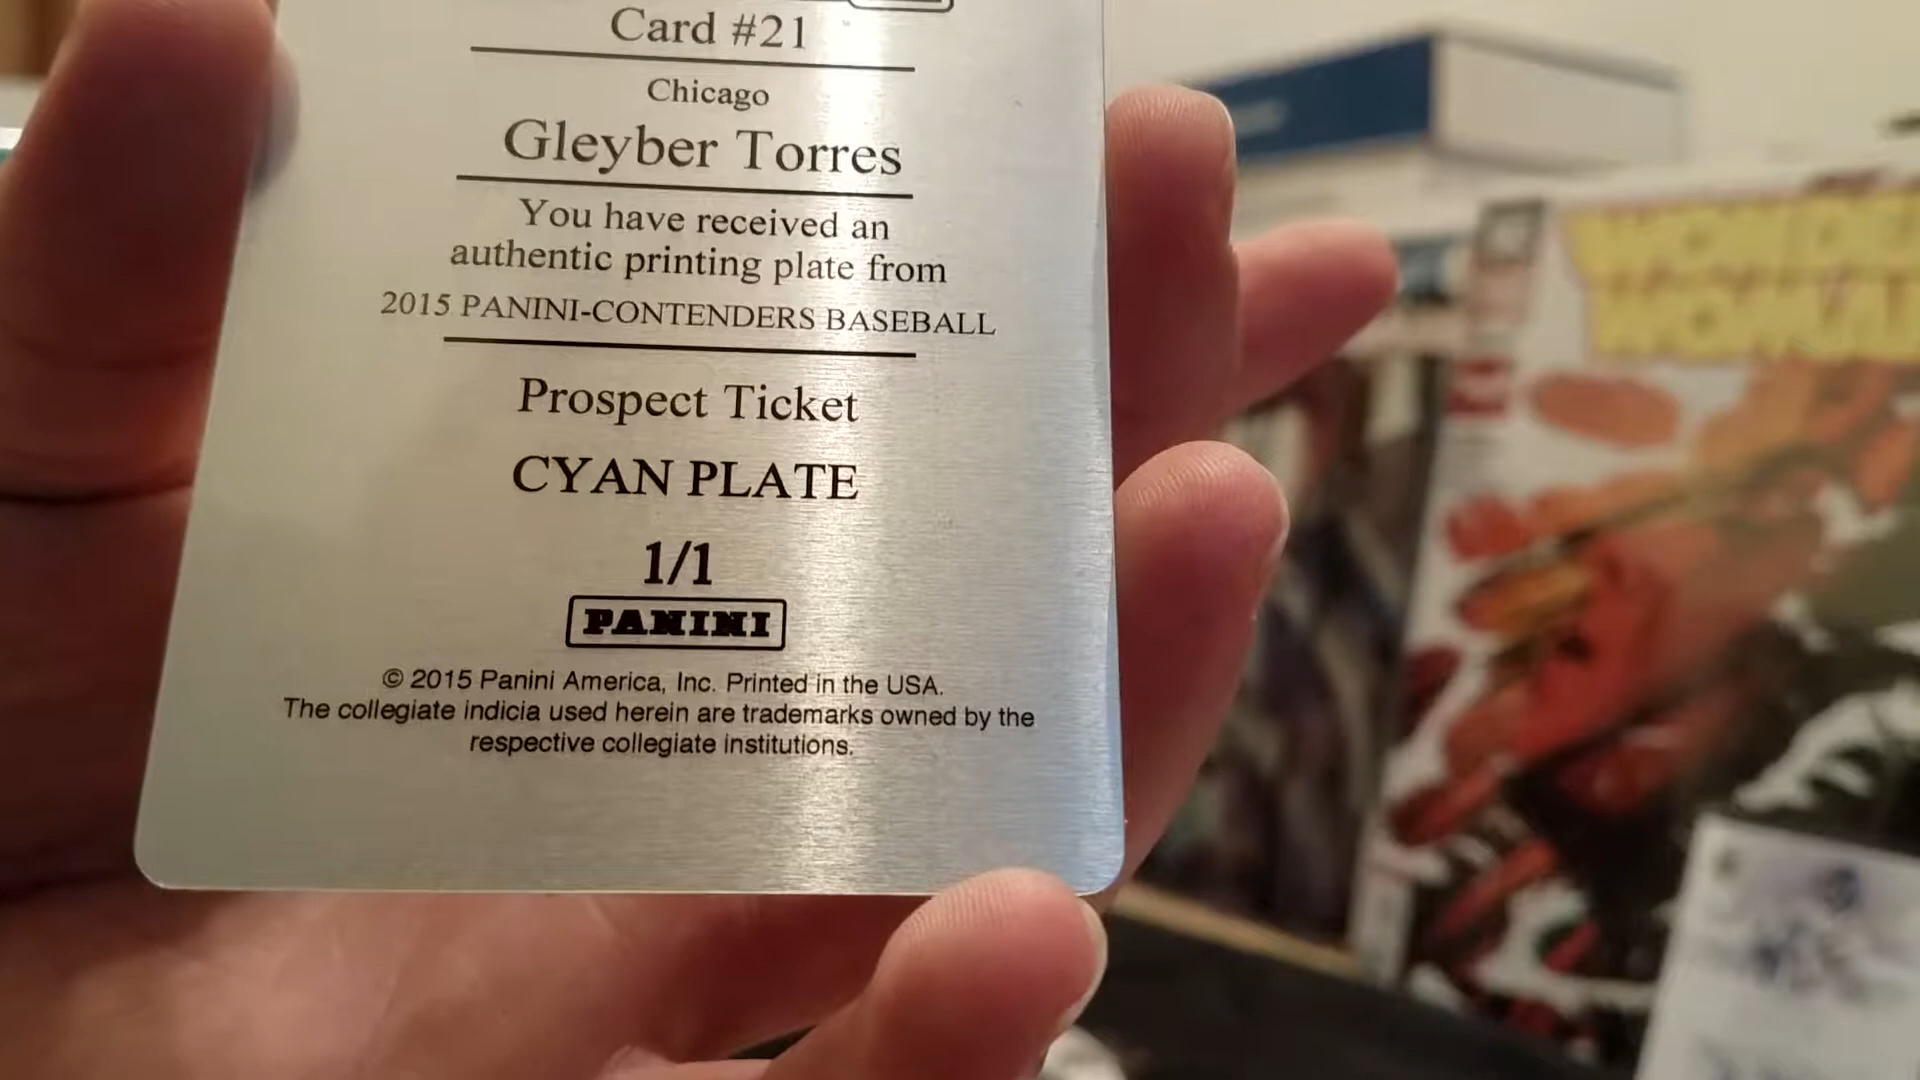 Card #21
Chicago
Gleyber Torres
You have received an
authentic printing plate from
2015 PANINI-CONTENDERS BASEBALL
Prospect Ticket
CYAN PLATE
1/1
PANINI
© 2015 Panini America, Inc. Printed in the USA.
The collegiate indicia used herein are trademarks owned by the
respective collegiate institutions.